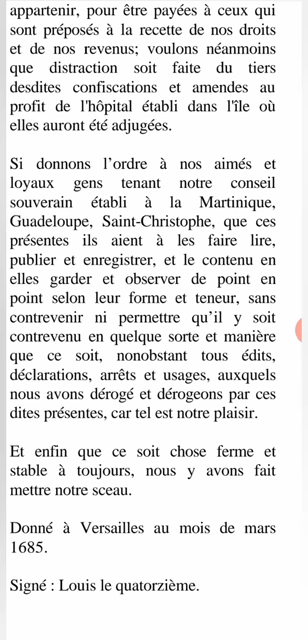 appartenir, pour être payées à ceux qui
sont préposés à la recette de nos droits
et de nos revenus; voulons néanmoins
que distraction soit faite du tiers
desdites confiscations et amendes au
profit de l'hôpital établi dans l'île où
elles auront été adjugées.
Si donnons l’ordre à nos aimés et
loyaux gens tenant notre conseil
souverain établi à la Martinique,
Guadeloupe, Saint-Christophe, que ces
présentes ils aient à les faire lire,
publier et enregistrer, et le contenu en
elles garder et observer de point en
point selon leur forme et teneur, sans
contrevenir ni permettre qu’il y soit
contrevenu en quelque sorte et manière
que ce soit, nonobstant tous édits,
déclarations, arrêts et usages, auxquels
nous avons dérogé et dérogeons par ces
dites présentes, car tel est notre plaisir.
Et enfin que ce soit chose ferme et
stable à toujours, nous y avons fait
mettre notre sceau.
Donné à Versailles au mois de mars
1685.
Signé : Louis le quatorzième.